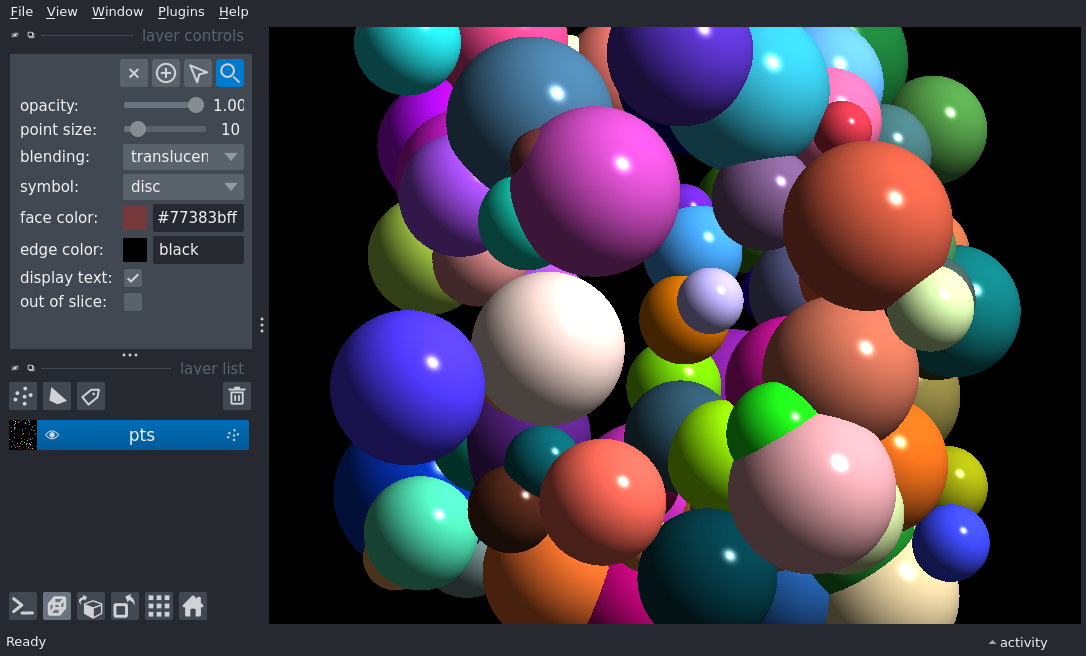 File View Window Plugins Help
layer controls
opacity: 1.00
point size: 10
blending: translucen
symbol: disc
face color: #77383bff
edge color: black
display text:
out of slice:
layer list
pts
Ready
activity